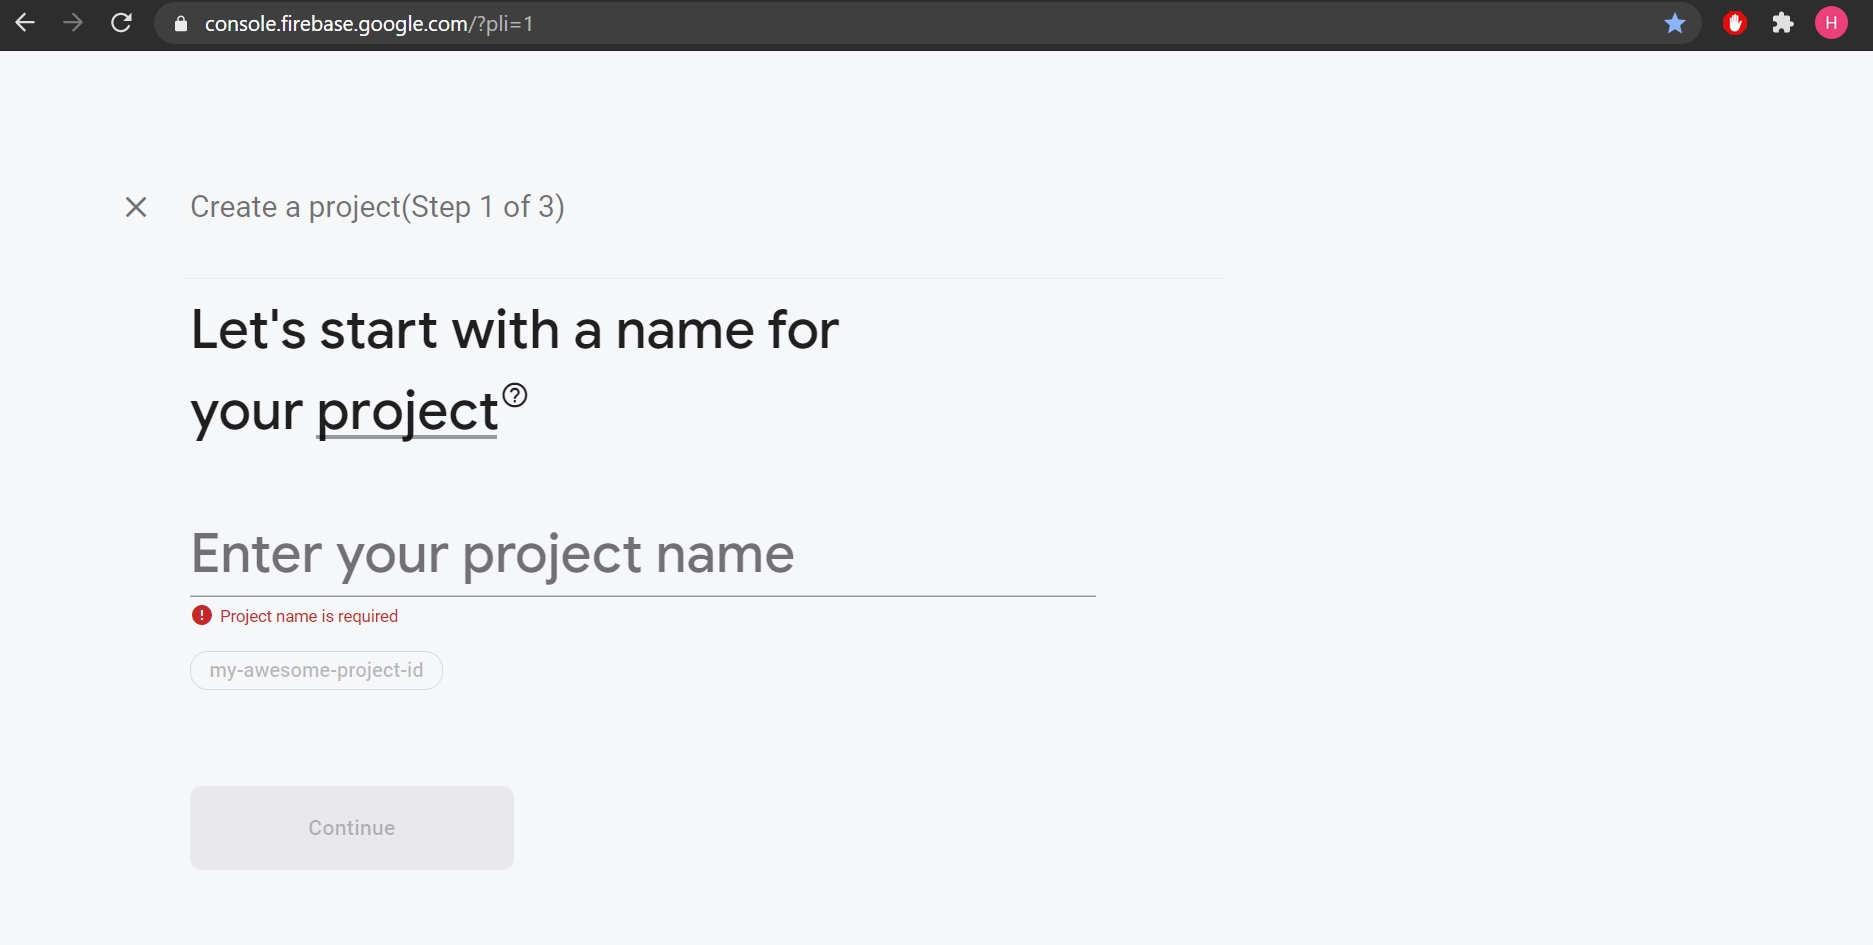 console.firebase.google.com/?pli=1
H
Create a project(Step 1 of 3)
Let's start with a name for
your project
Enter your project name
Project name is required
my-awesome-project-id
Continue